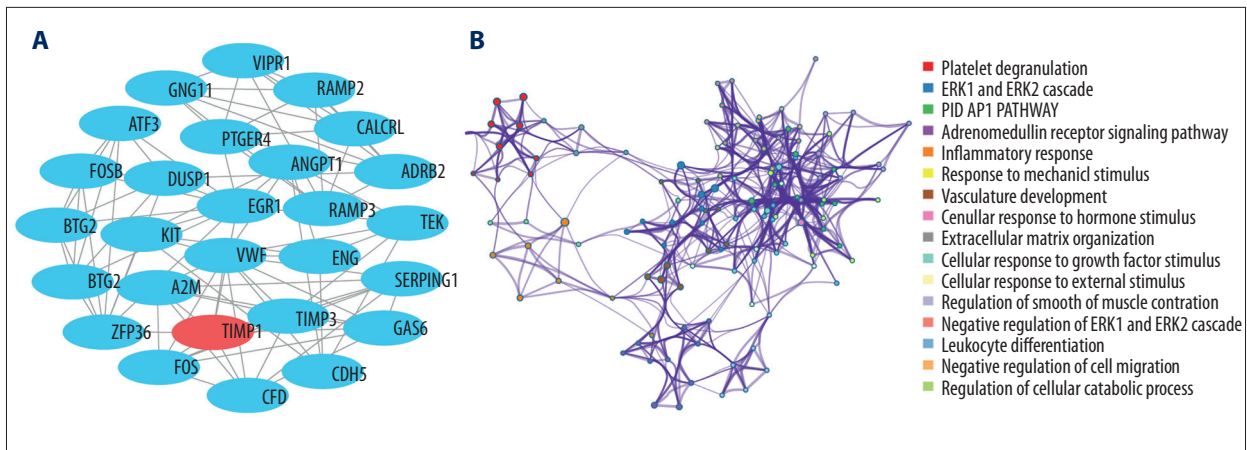 A
VIPR1
GNG11
RAMP2
ATF3
PTGER4
CALCRL
FOSB
DUSP1
ANGPT1
ADRB2
BTG2
EGR1
RAMP3
TEK
KIT
VWF
ENG
BTG2
A2M
SERPING1
ZFP36
TIMP1
TIMP3
GAS6
FOS
CDH5
CFD
B
Platelet degranulation
ERK1 and ERK2 cascade
PID AP1 PATHWAY
Adrenomedullin receptor signaling pathway
Inflammatory response
Response to mechanicl stimulus
Vasculature development
Cenullar response to hormone stimulus
Extracellular matrix organization
Cellular response to growth factor stimulus
Cellular response to external stimulus
Regulation of smooth of muscle contration
Negative regulation of ERK1 and ERK2 cascade
Leukocyte differentiation
Negative regulation of cell migration
Regulation of cellular catabolic process